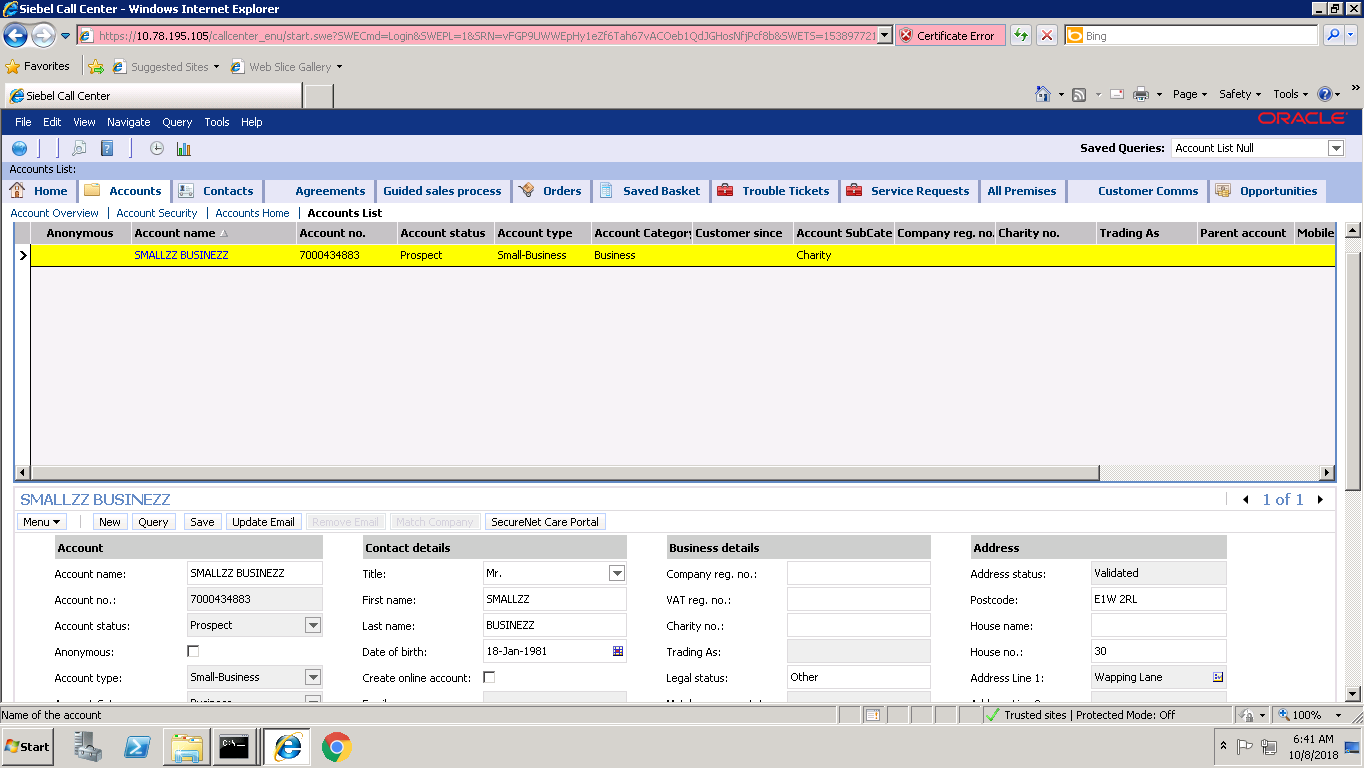 Siebel Call Center - Windows Internet Explorer
https://10.78.195.105/callcenter_enu/start.swe?SWECmd=Login&SWEPL=1&SRN=vFGP9UWWEpHy1eZf6Tah67vACOeb1QdJGHosNfjPcf8b&SWETS=153897721 Certificate Error Bing
Favorites Suggested Sites Web Slice Gallery
Siebel Call Center Page Safety Tools
File Edit View Navigate Query Tools Help ORACLE
Saved Queries: Account List Null
Accounts List:
Home Accounts Contacts Agreements Guided sales process Orders Saved Basket Trouble Tickets Service Requests All Premises Customer Comms Opportunities
Account Overview | Account Security | Accounts Home | Accounts List
Anonymous Account name Account no. Account status Account type Account Category Customer since Account SubCate Company reg. no. Charity no. Trading As Parent account Mobile
SMALLZZ BUSINEZZ 7000434883 Prospect Small-Business Business Charity
SMALLZZ BUSINEZZ 1 of 1
Menu New Query Save Update Email Remove Email Match Company SecureNet Care Portal
Account Contact details Business details Address
Account name: SMALLZZ BUSINEZZ Title: Mr. Company reg. no.: Address status: Validated
Account no.: 7000434883 First name: SMALLZZ VAT reg. no.: Postcode: E1W 2RL
Account status: Prospect Last name: BUSINEZZ Charity no.: House name:
Anonymous: Date of birth: 18-Jan-1981 Trading As: House no.: 30
Account type: Small-Business Create online account: Legal status: Other Address Line 1: Wapping Lane
Name of the account Trusted sites | Protected Mode: Off 100%
Start C:\ 6:41 AM
10/8/2018